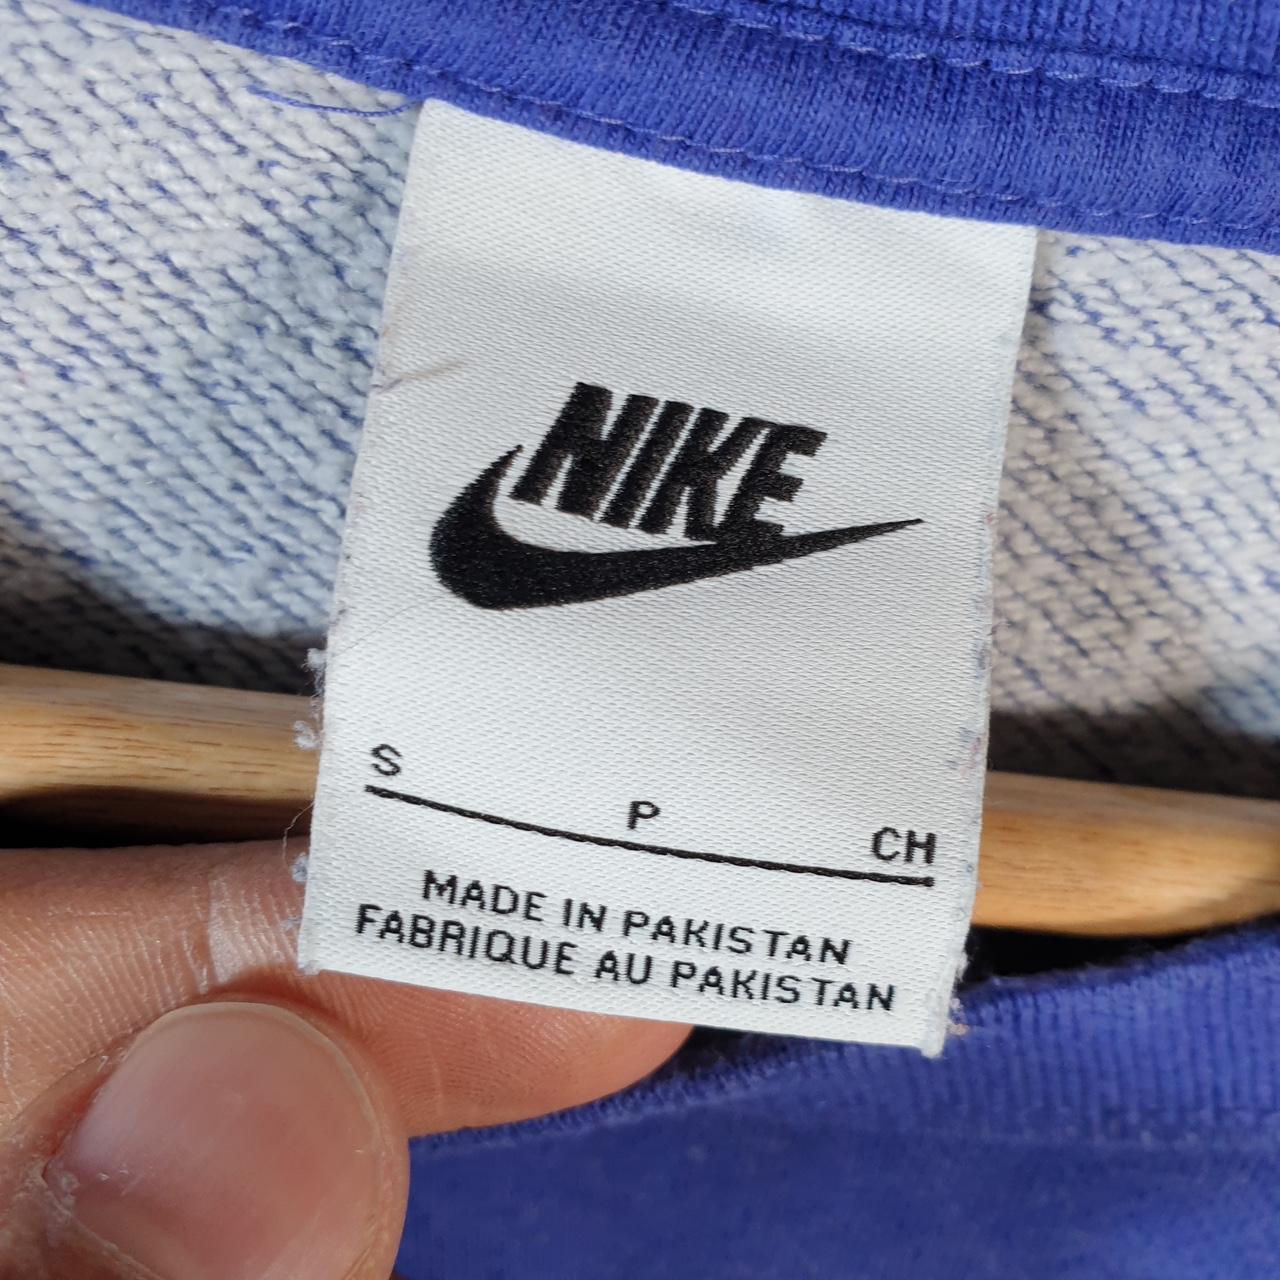 NIKE
S P CH
MADE IN PAKISTAN
FABRIQUE AU PAKISTAN